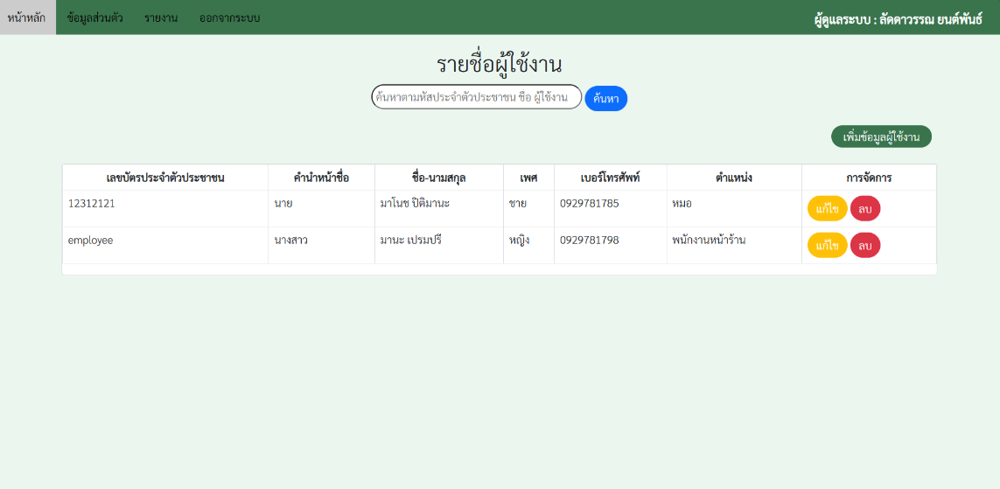 หน้าหลัก ข้อมูลส่วนตัว รายงาน ออกจากระบบ ผู้ดูแลระบบ : ลัดดาวรรณ ยนต์พันธ์
รายชื่อผู้ใช้งาน
ค้นหาตามหัสประจำตัวประชาชน ชื่อ ผู้ใช้งาน ค้นหา
เพิ่มข้อมูลผู้ใช้งาน
เลขบัตรประจำตัวประชาชน คำนำหน้าชื่อ ชื่อ-นามสกุล เพศ เบอร์โทรศัพท์ ตำแหน่ง การจัดการ
12312121 นาย มาโนช ปิติมานะ ชาย 0929781785 หมอ แก้ไข ลบ
employee นางสาว มานะ เปรมปรี หญิง 0929781798 พนักงานหน้าร้าน แก้ไข ลบ